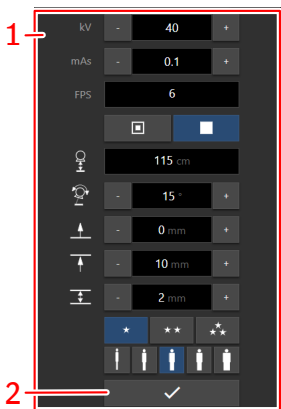 1
kV - 40 +
mAs - 0.1 +
FPS 6
115 cm
- 15 ° +
- 0 mm +
- 10 mm +
- 2 mm +
2